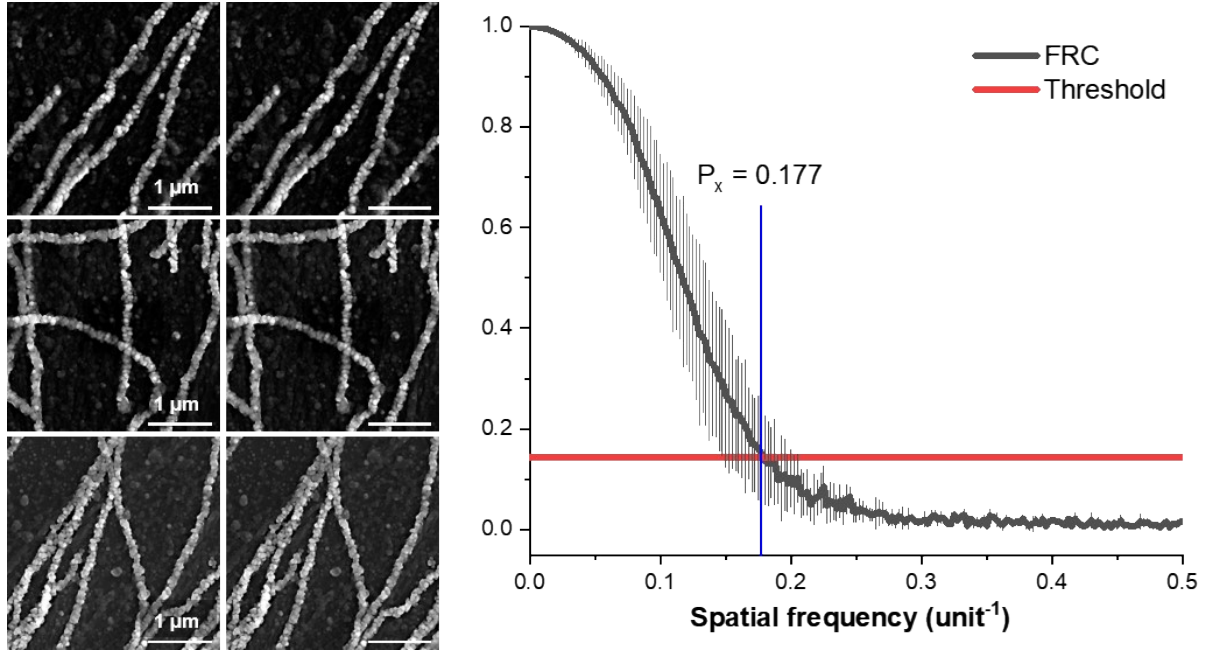 1 µm
1 µm
1 µm
FRC
Threshold
P_x = 0.177
1.0
0.8
0.6
0.4
0.2
0.0
0.0 0.1 0.2 0.3 0.4 0.5
Spatial frequency (unit⁻¹)